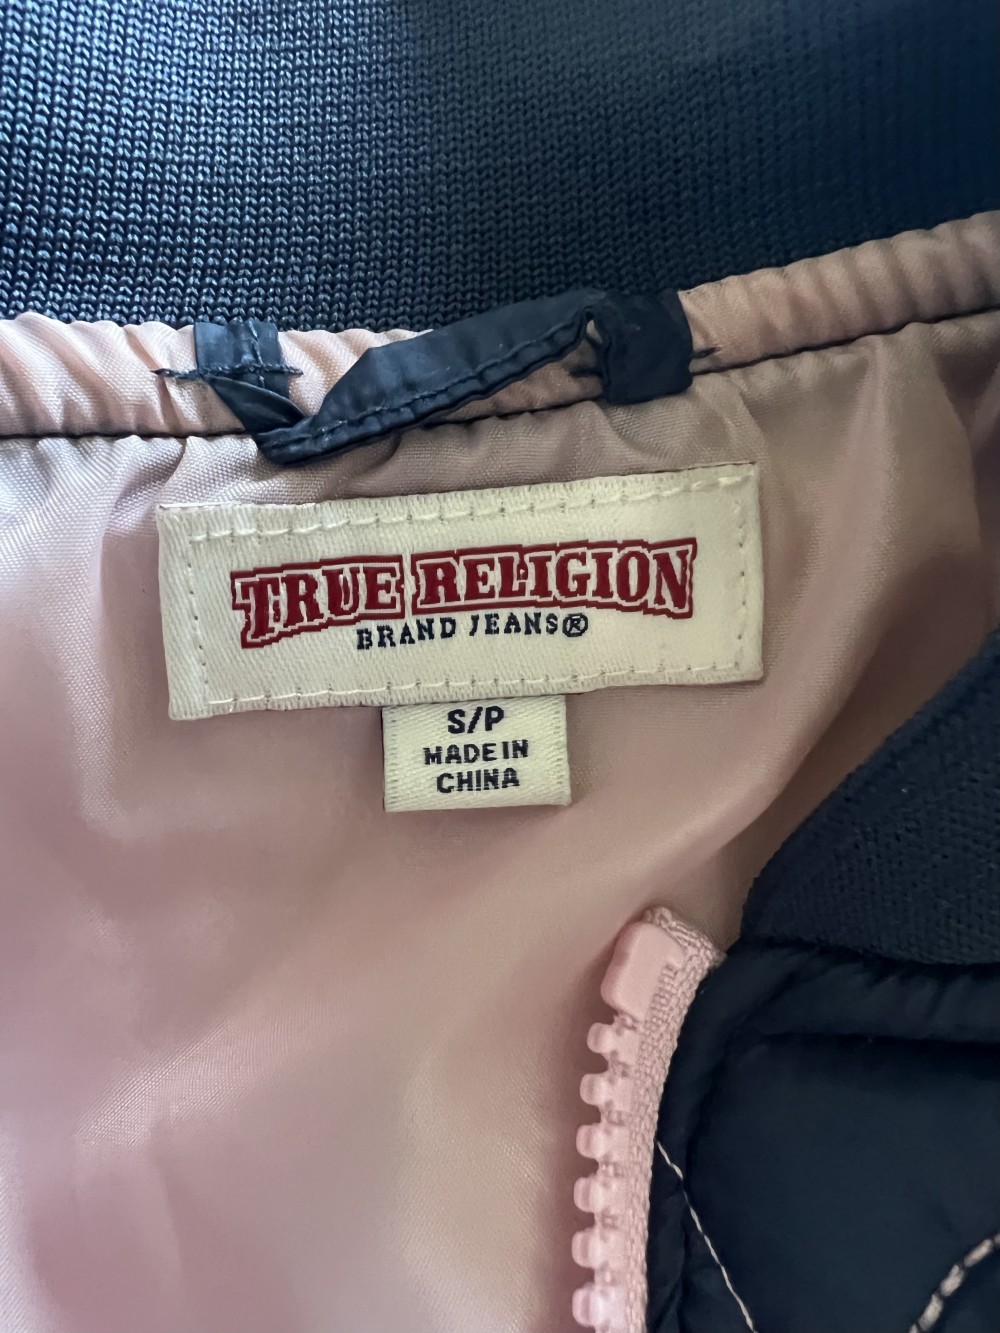 TRUE RELIGION
BRAND JEANS®
S/P
MADE IN
CHINA